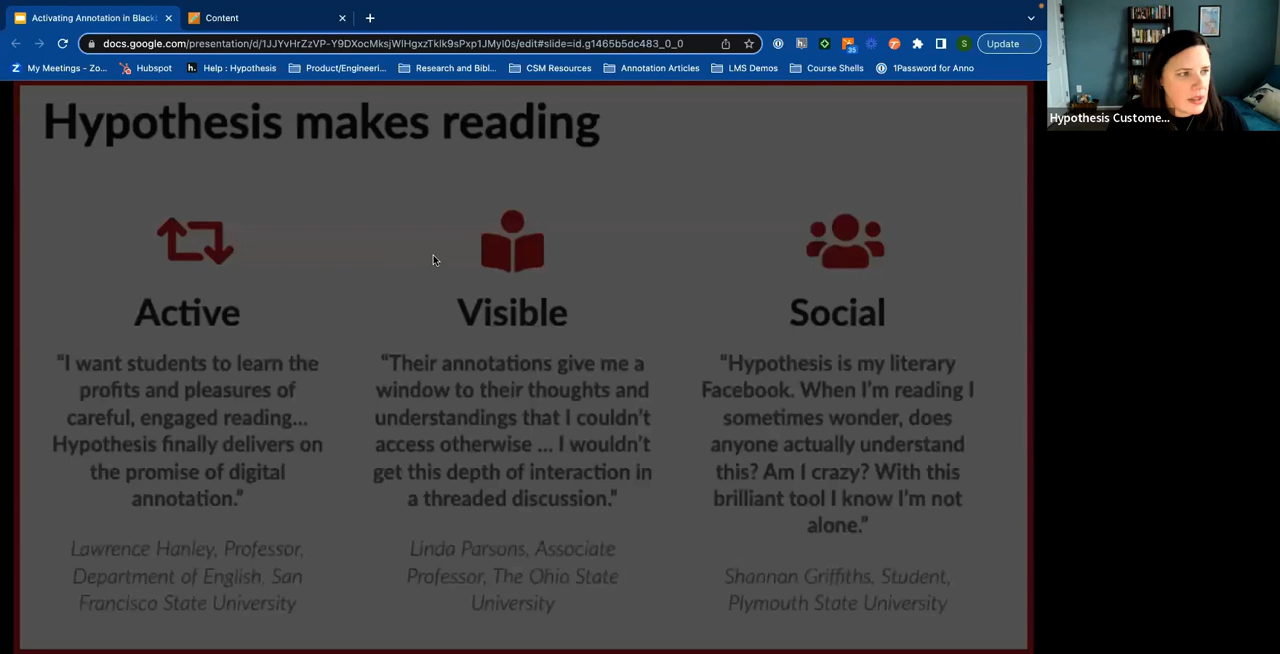 Activating Annotation in Black
Content
docs.google.com/presentation/d/1JJYvHrZzVP-Y9DXocMksjWlHgxzTklk9sPxp1JMyI0s/edit#slide=id.g1465b5dc483_0_0
35
S
Update
My Meetings - Zo...
Hubspot
Help : Hypothesis
Product/Engineeri...
Research and Bibl...
CSM Resources
Annotation Articles
LMS Demos
Course Shells
1Password for Anno
Hypothesis Custome...
Hypothesis makes reading
Active
"I want students to learn the
profits and pleasures of
careful, engaged reading...
Hypothesis finally delivers on
the promise of digital
annotation."
Lawrence Hanley, Professor,
Department of English, San
Francisco State University
Visible
"Their annotations give me a
window to their thoughts and
understandings that I couldn't
access otherwise ... I wouldn't
get this depth of interaction in
a threaded discussion."
Linda Parsons, Associate
Professor, The Ohio State
University
Social
"Hypothesis is my literary
Facebook. When I'm reading I
sometimes wonder, does
anyone actually understand
this? Am I crazy? With this
brilliant tool I know I'm not
alone."
Shannan Griffiths, Student,
Plymouth State University